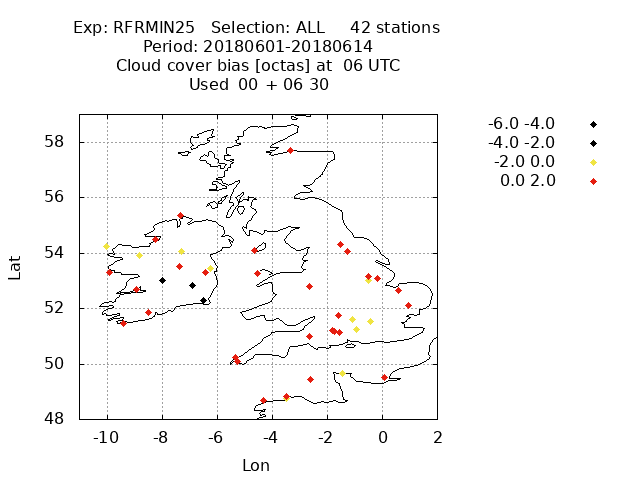 Exp: RFRMIN25   Selection: ALL     42 stations
Period: 20180601-20180614
Cloud cover bias [octas] at  06 UTC
Used  00 + 06 30
-6.0 -4.0
-4.0 -2.0
-2.0 0.0
0.0 2.0
58
56
54
52
50
48
Lat
-10 -8 -6 -4 -2 0 2
Lon